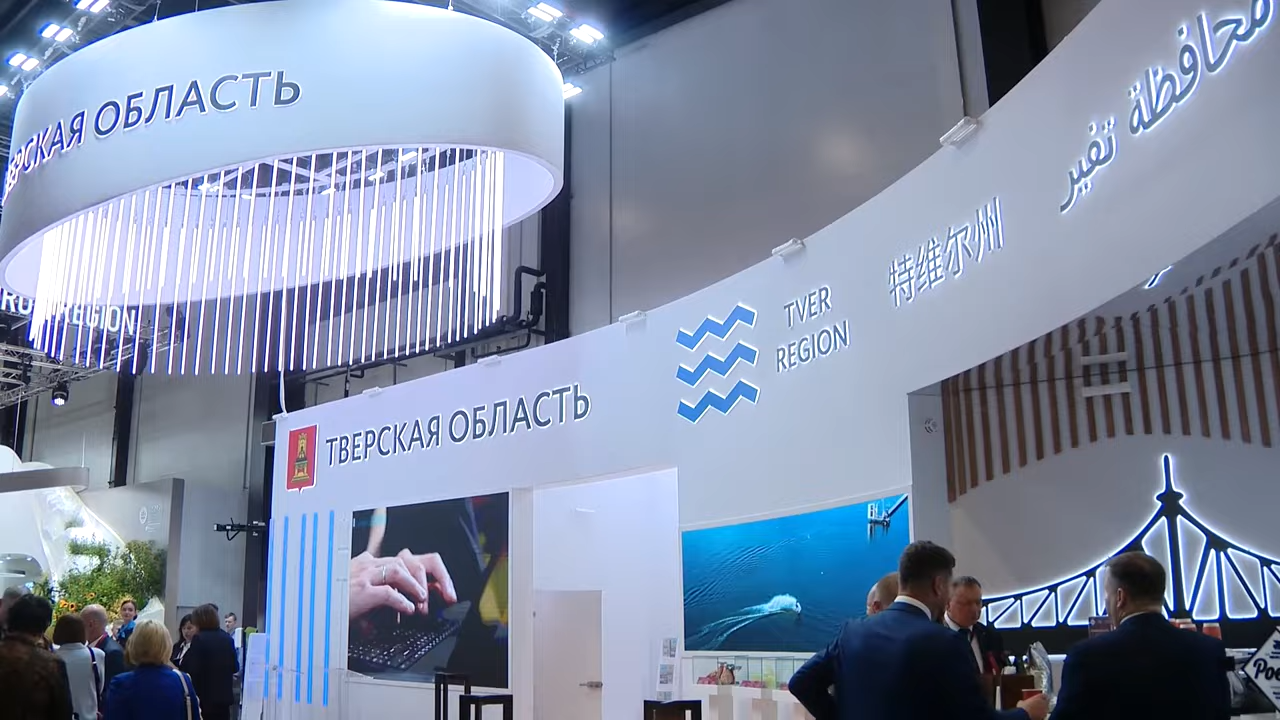 ТВЕРСКАЯ ОБЛАСТЬ
REGION
ТВЕРСКАЯ ОБЛАСТЬ
TVER
REGION
特维尔州
محافظة تفير